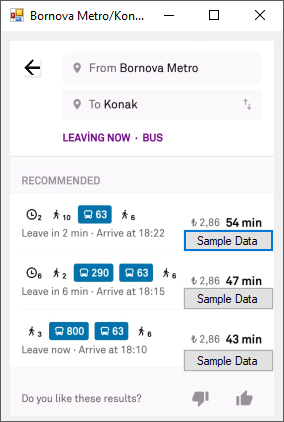 Bornova Metro/Kon...
From Bornova Metro
To Konak
LEAVİNG NOW · BUS
RECOMMENDED
2 10 63 6
₺ 2,86 54 min
Leave in 2 min · Arrive at 18:22
Sample Data
6 2 290 63 6
₺ 2,86 47 min
Leave in 6 min · Arrive at 18:15
Sample Data
3 800 63 6
₺ 2,86 43 min
Leave now · Arrive at 18:10
Sample Data
Do you like these results?